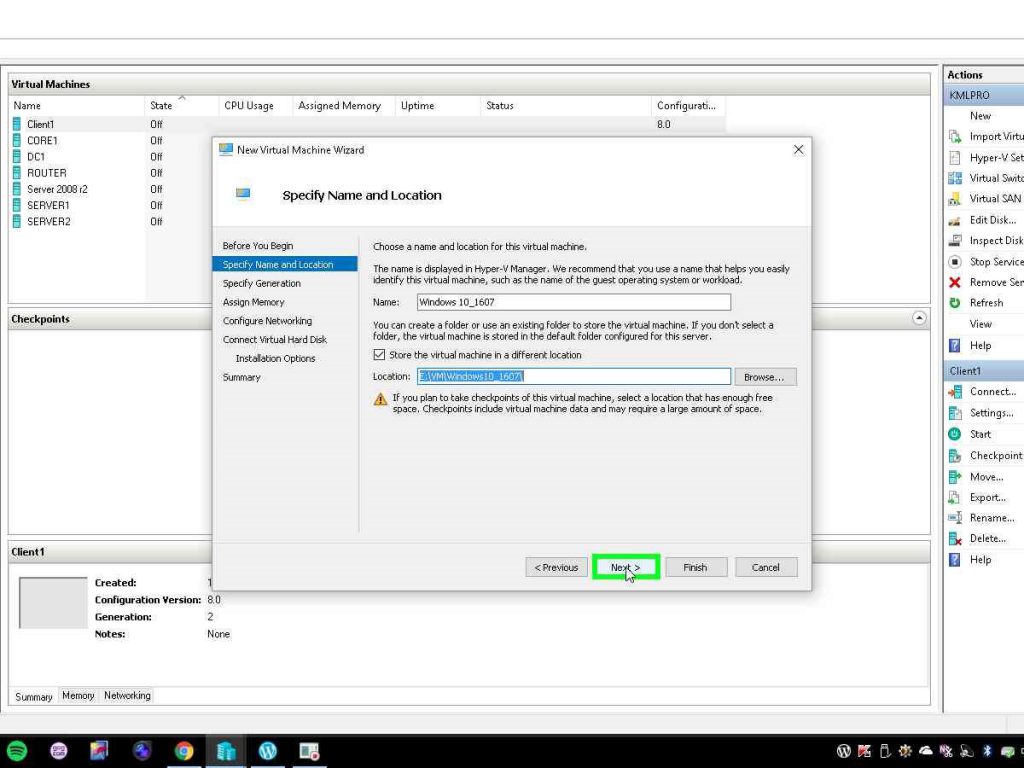 Virtual Machines
Name State CPU Usage Assigned Memory Uptime Status Configurati...
Client1 Off 8.0
CORE1 Off
DC1 Off
ROUTER Off
Server 2008 r2 Off
SERVER1 Off
SERVER2 Off
Checkpoints
Client1
Created:
Configuration Version: 8.0
Generation: 2
Notes: None
Summary Memory Networking
New Virtual Machine Wizard
Specify Name and Location
Before You Begin
Specify Name and Location
Specify Generation
Assign Memory
Configure Networking
Connect Virtual Hard Disk
Installation Options
Summary
Choose a name and location for this virtual machine.
The name is displayed in Hyper-V Manager. We recommend that you use a name that helps you easily
identify this virtual machine, such as the name of the guest operating system or workload.
Name: Windows 10_1607
You can create a folder or use an existing folder to store the virtual machine. If you don't select a
folder, the virtual machine is stored in the default folder configured for this server.
Store the virtual machine in a different location
Location: E:\VM\Windows10_1607\ Browse...
If you plan to take checkpoints of this virtual machine, select a location that has enough free
space. Checkpoints include virtual machine data and may require a large amount of space.
< Previous Next > Finish Cancel
Actions
KMLPRO
New
Import Virtu
Hyper-V Set
Virtual Switc
Virtual SAN
Edit Disk...
Inspect Disk
Stop Service
Remove Ser
Refresh
View
Help
Client1
Connect...
Settings...
Start
Checkpoint
Move...
Export...
Rename...
Delete...
Help